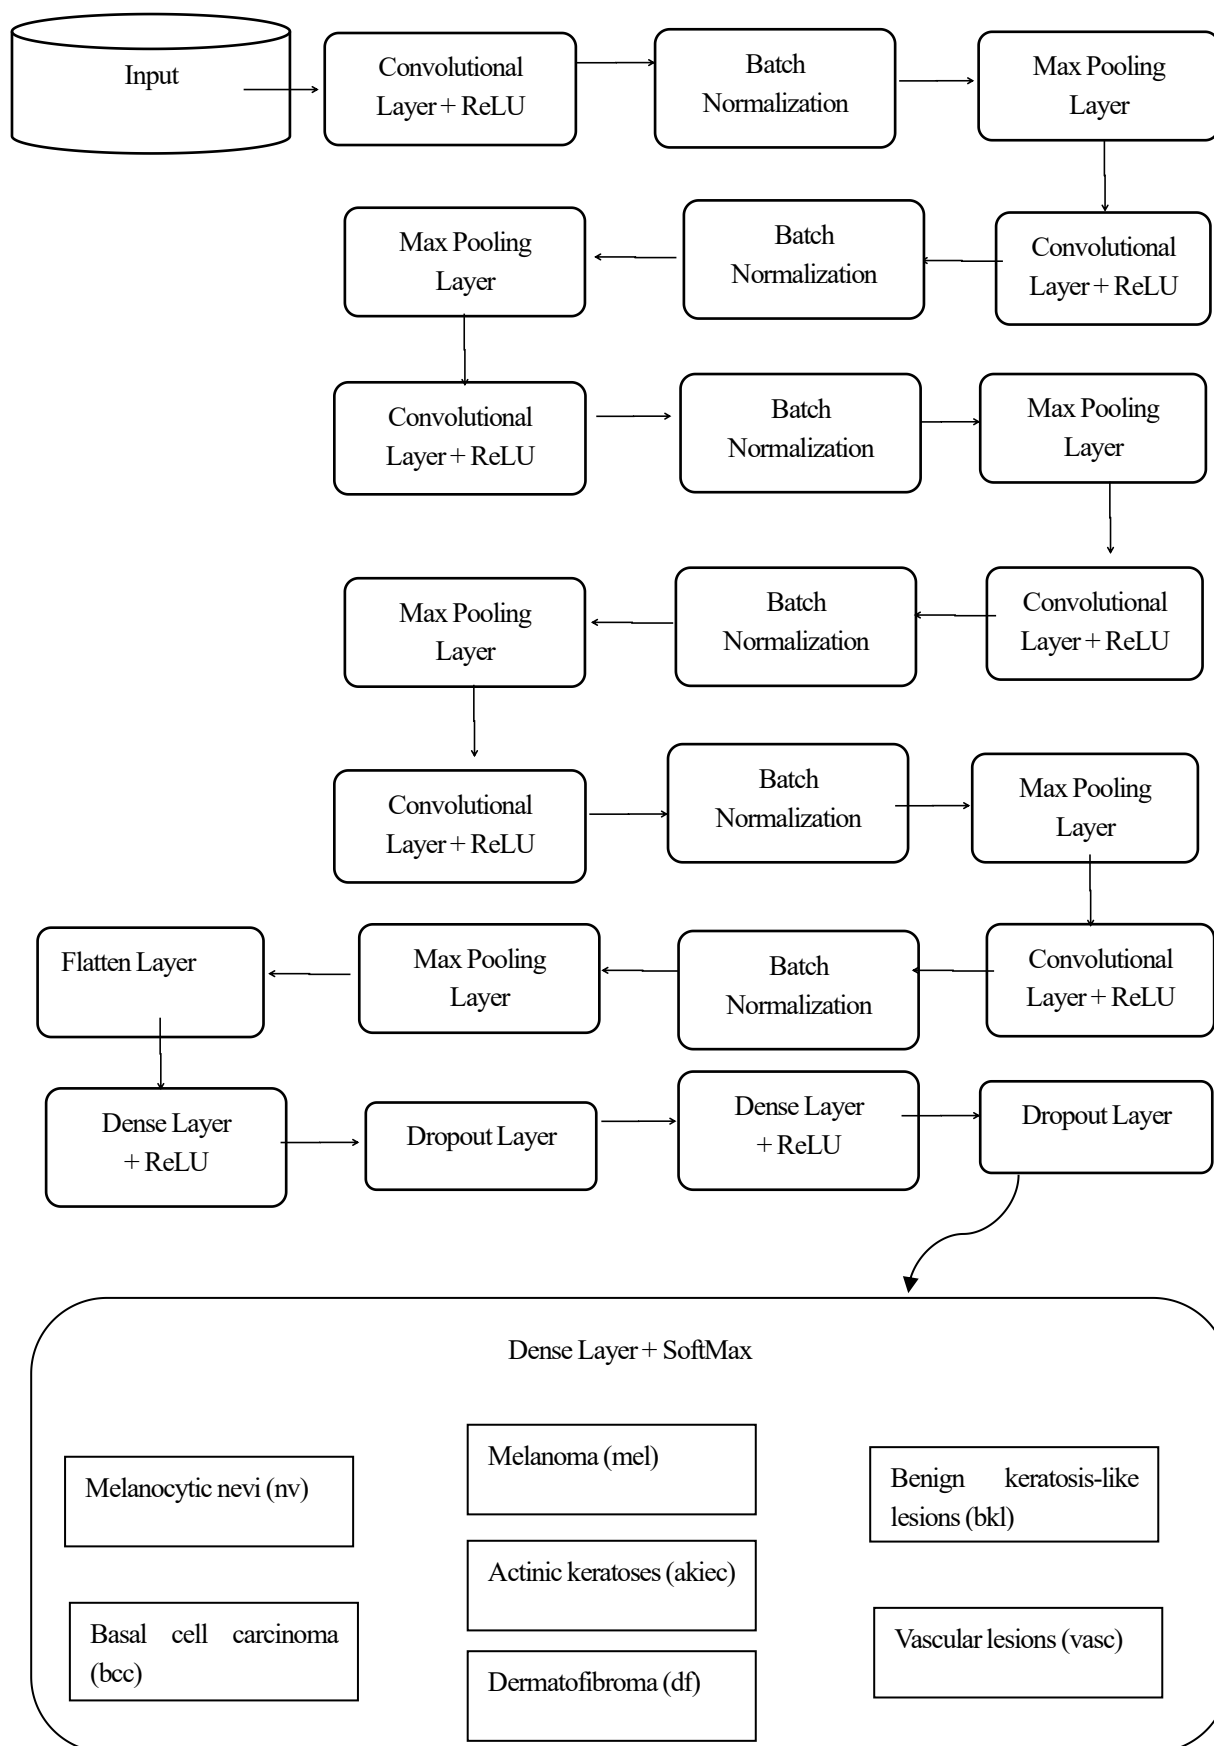 Input
Convolutional
Layer + ReLU
Batch
Normalization
Max Pooling
Layer
Max Pooling
Layer
Batch
Normalization
Convolutional
Layer + ReLU
Convolutional
Layer + ReLU
Batch
Normalization
Max Pooling
Layer
Max Pooling
Layer
Batch
Normalization
Convolutional
Layer + ReLU
Convolutional
Layer + ReLU
Batch
Normalization
Max Pooling
Layer
Flatten Layer
Max Pooling
Layer
Batch
Normalization
Convolutional
Layer + ReLU
Dense Layer
+ ReLU
Dropout Layer
Dense Layer
+ ReLU
Dropout Layer
Dense Layer + SoftMax
Melanocytic nevi (nv)
Melanoma (mel)
Benign keratosis-like
lesions (bkl)
Actinic keratoses (akiec)
Basal cell carcinoma
(bcc)
Dermatofibroma (df)
Vascular lesions (vasc)